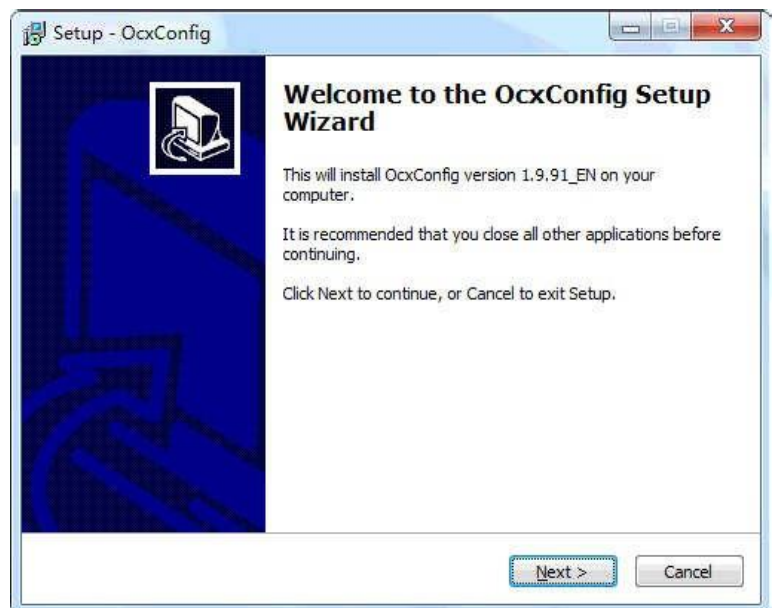 Setup - OcxConfig
Welcome to the OcxConfig Setup
Wizard
This will install OcxConfig version 1.9.91_EN on your
computer.
It is recommended that you close all other applications before
continuing.
Click Next to continue, or Cancel to exit Setup.
Next >
Cancel